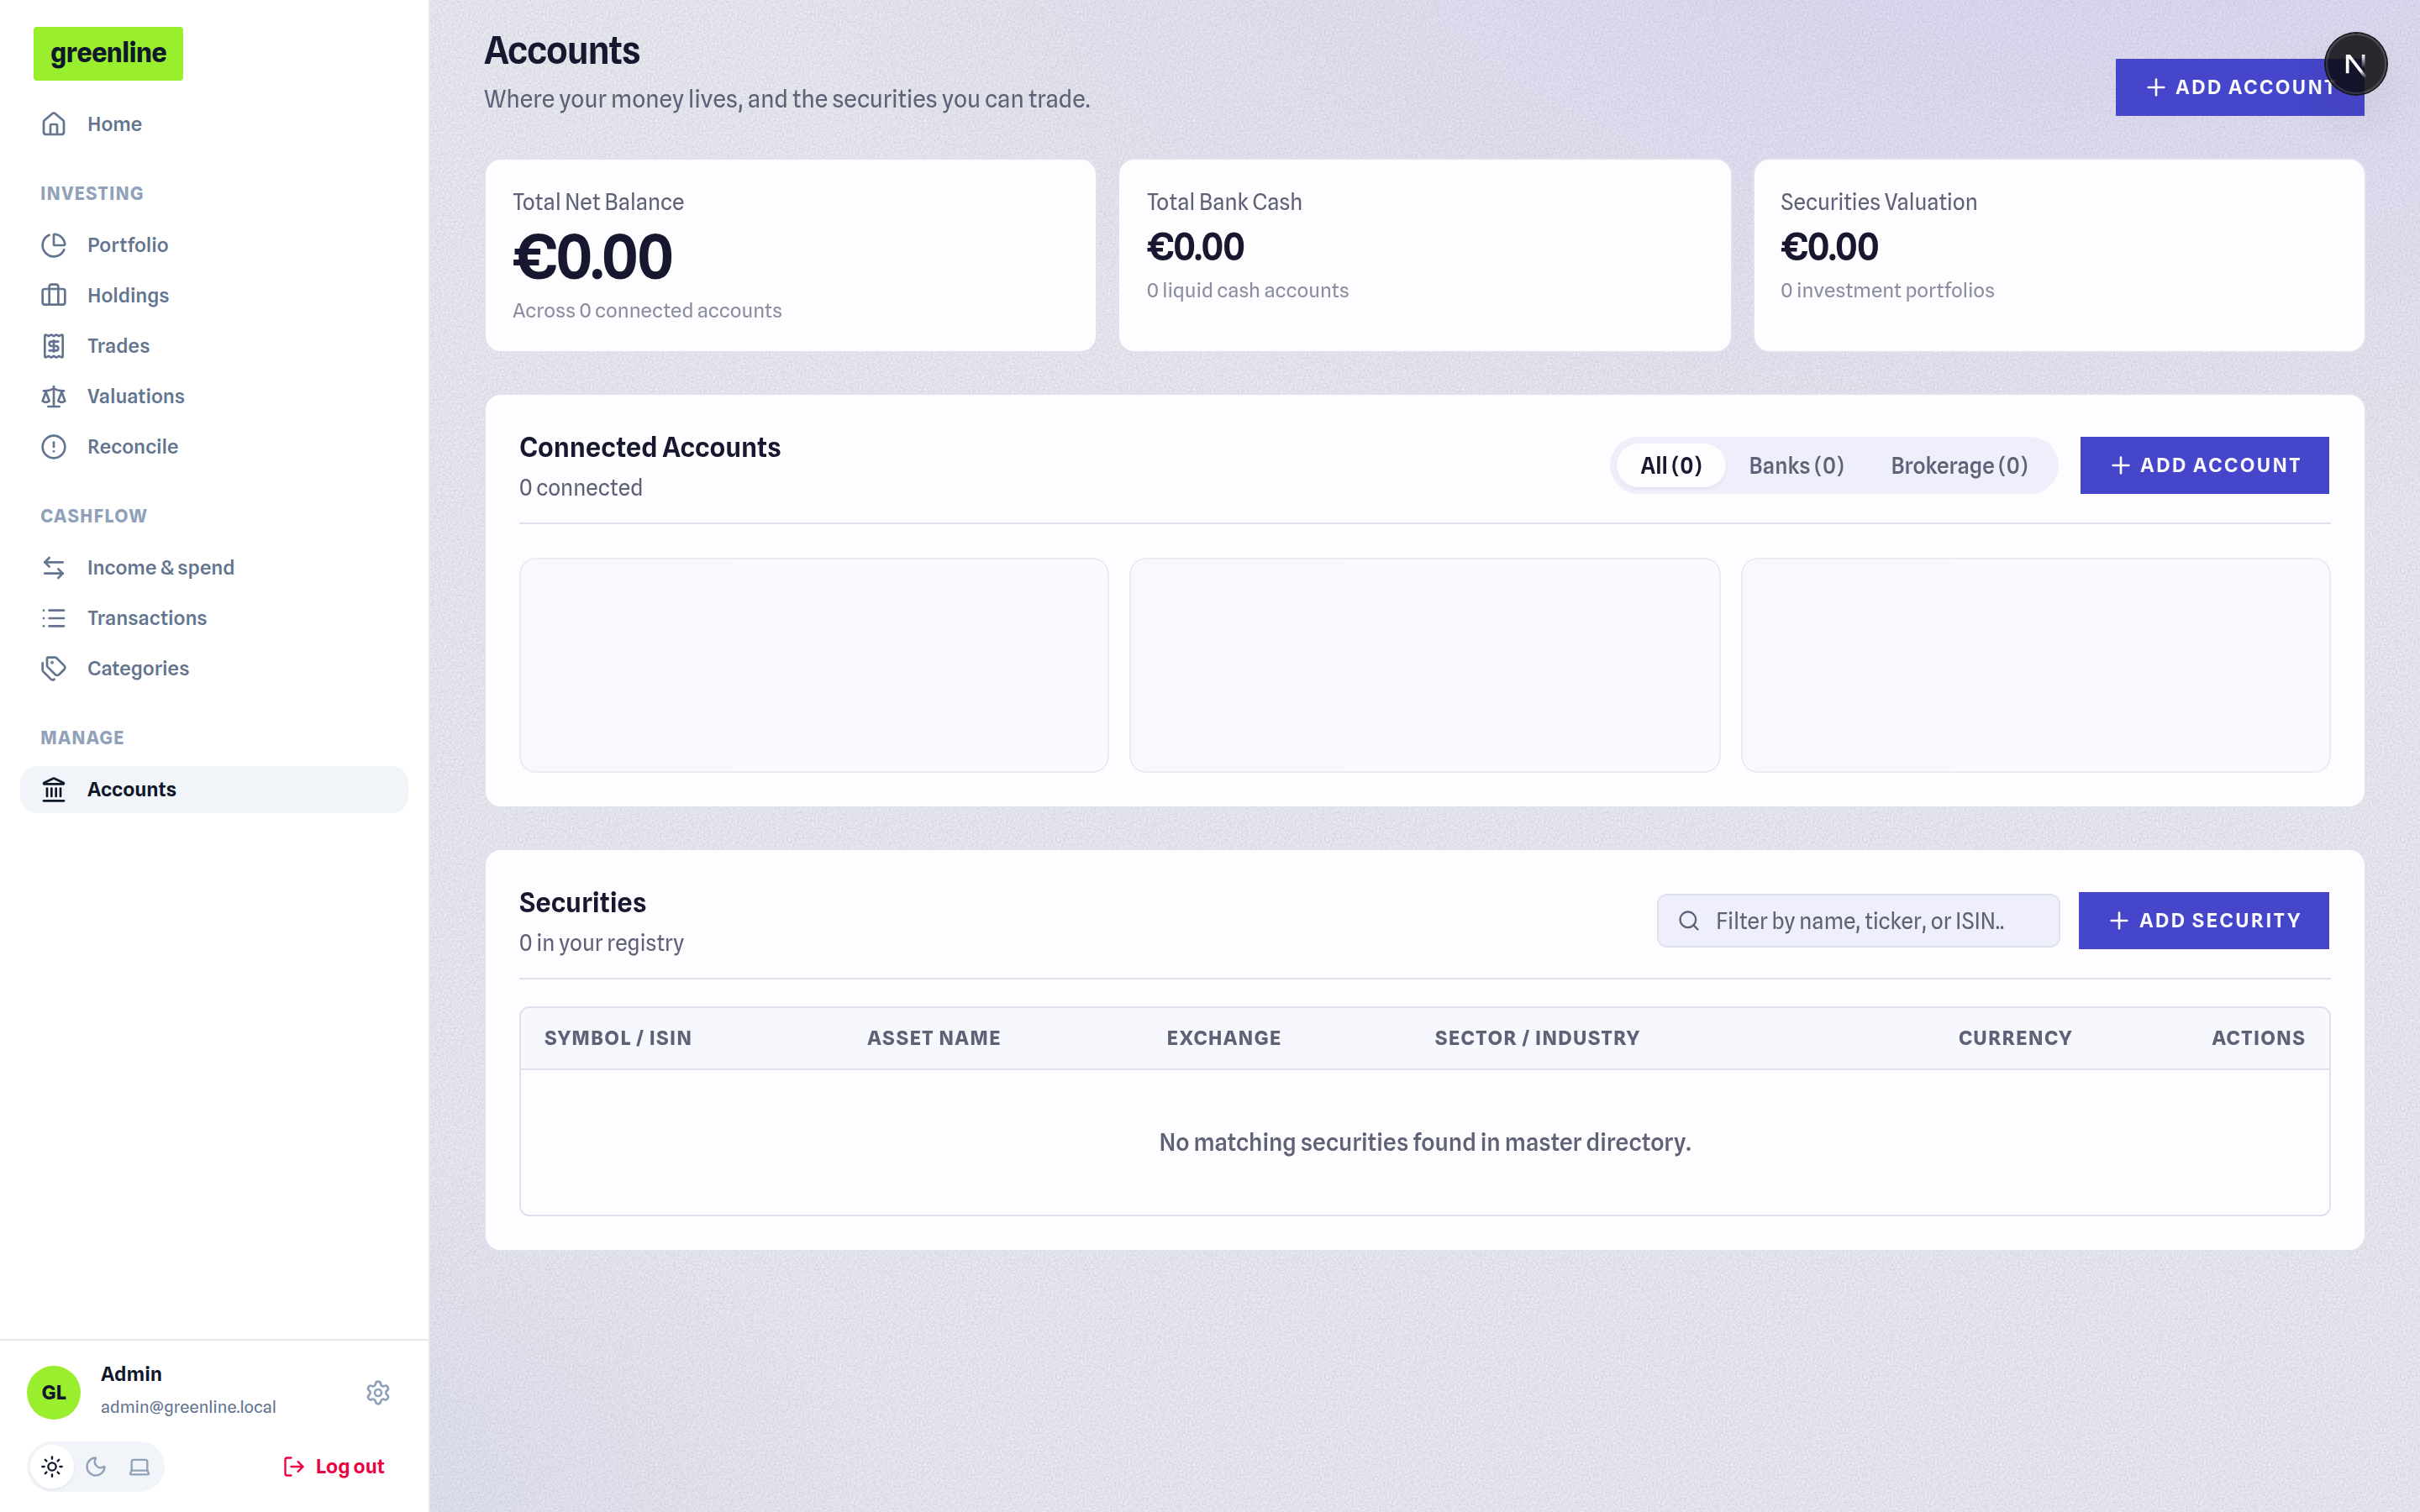 greenline
Home
INVESTING
Portfolio
Holdings
Trades
Valuations
Reconcile
CASHFLOW
Income & spend
Transactions
Categories
MANAGE
Accounts
GL
Admin
admin@greenline.local
Log out
Accounts
Where your money lives, and the securities you can trade.
ADD ACCOUNT
N
Total Net Balance
€0.00
Across 0 connected accounts
Total Bank Cash
€0.00
0 liquid cash accounts
Securities Valuation
€0.00
0 investment portfolios
Connected Accounts
0 connected
All (0) Banks (0) Brokerage (0)
ADD ACCOUNT
Securities
0 in your registry
Filter by name, ticker, or ISIN..
ADD SECURITY
SYMBOL / ISIN ASSET NAME EXCHANGE SECTOR / INDUSTRY CURRENCY ACTIONS
No matching securities found in master directory.